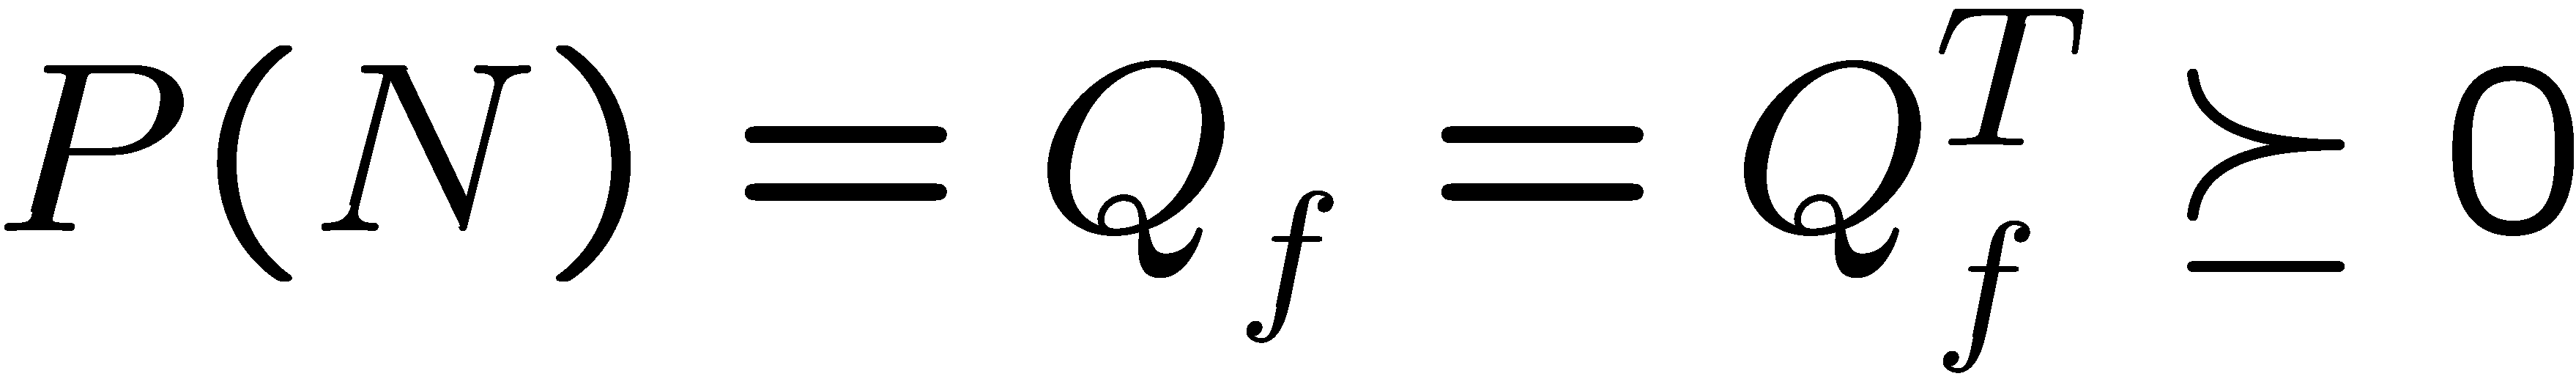 P(N) = Q_f = Q_f^T ⪰ 0